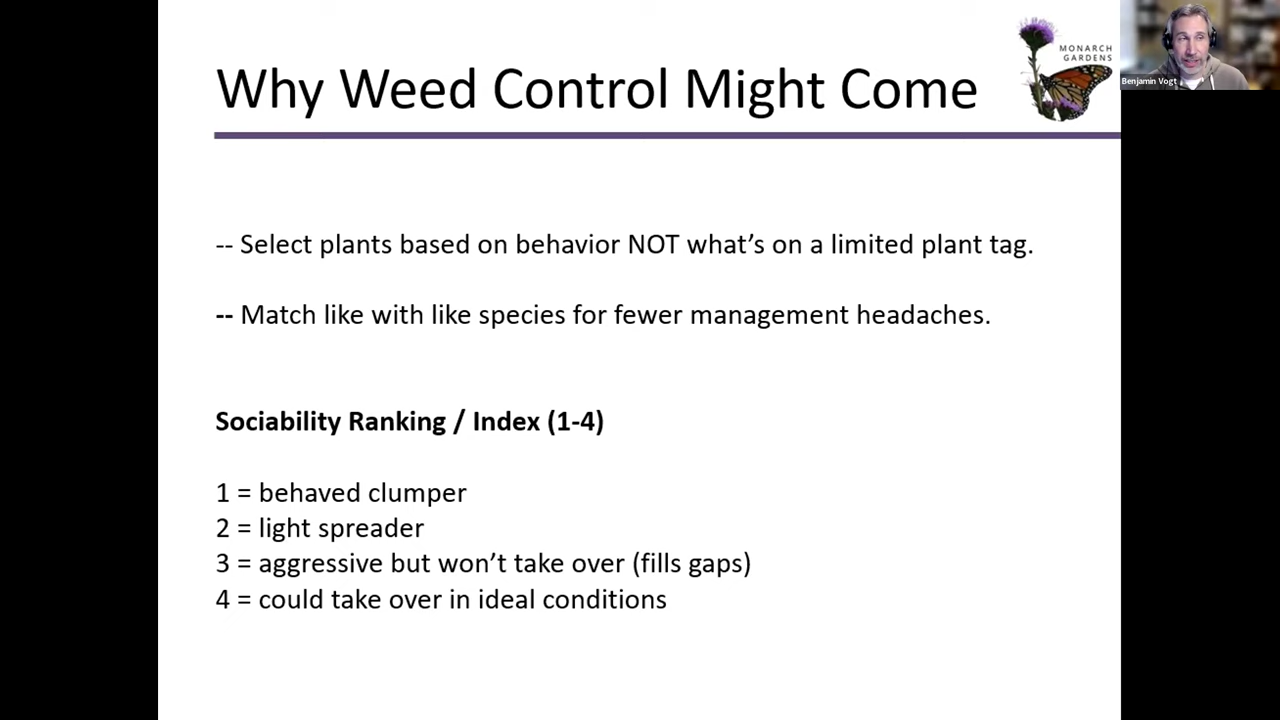 Why Weed Control Might Come
MONARCH
GARDENS
Benjamin Vogt
-- Select plants based on behavior NOT what's on a limited plant tag.
-- Match like with like species for fewer management headaches.
Sociability Ranking / Index (1-4)
1 = behaved clumper
2 = light spreader
3 = aggressive but won't take over (fills gaps)
4 = could take over in ideal conditions